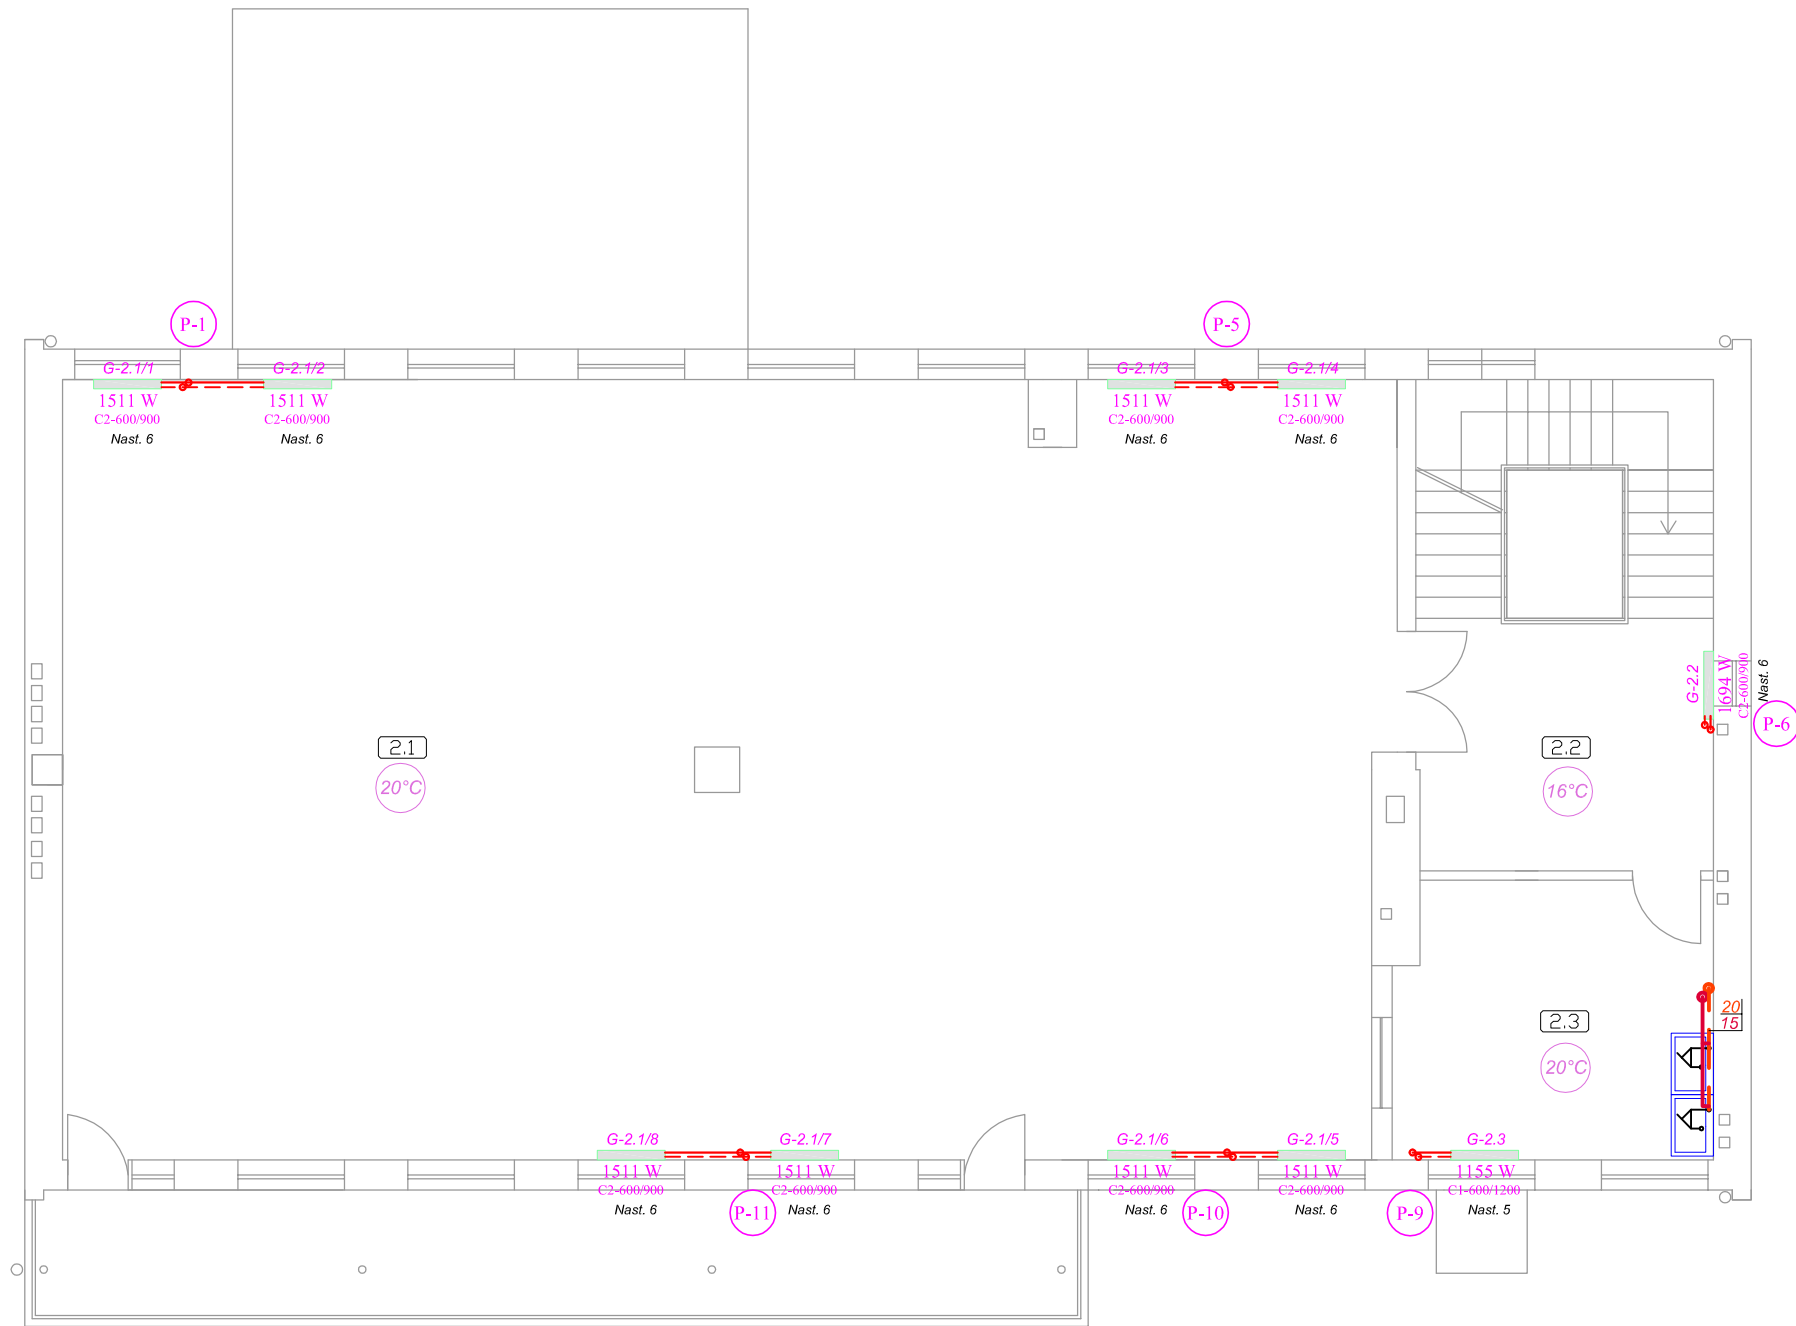 P-1
P-5
G-2.1/1
G-2.1/2
G-2.1/3
G-2.1/4
1511 W
1511 W
1511 W
1511 W
C2-600/900
C2-600/900
C2-600/900
C2-600/900
Nast. 6
Nast. 6
Nast. 6
Nast. 6
G-2.2
1694 W
C2-600/900
Nast. 6
P-6
2.1
20°C
2.2
16°C
20
15
2.3
20°C
G-2.1/8
G-2.1/7
G-2.1/6
G-2.1/5
G-2.3
1511 W
1511 W
1511 W
1511 W
1155 W
C2-600/900
C2-600/900
C2-600/900
C2-600/900
C1-600/1200
Nast. 6
P-11
Nast. 6
Nast. 6
P-10
Nast. 6
P-9
Nast. 5